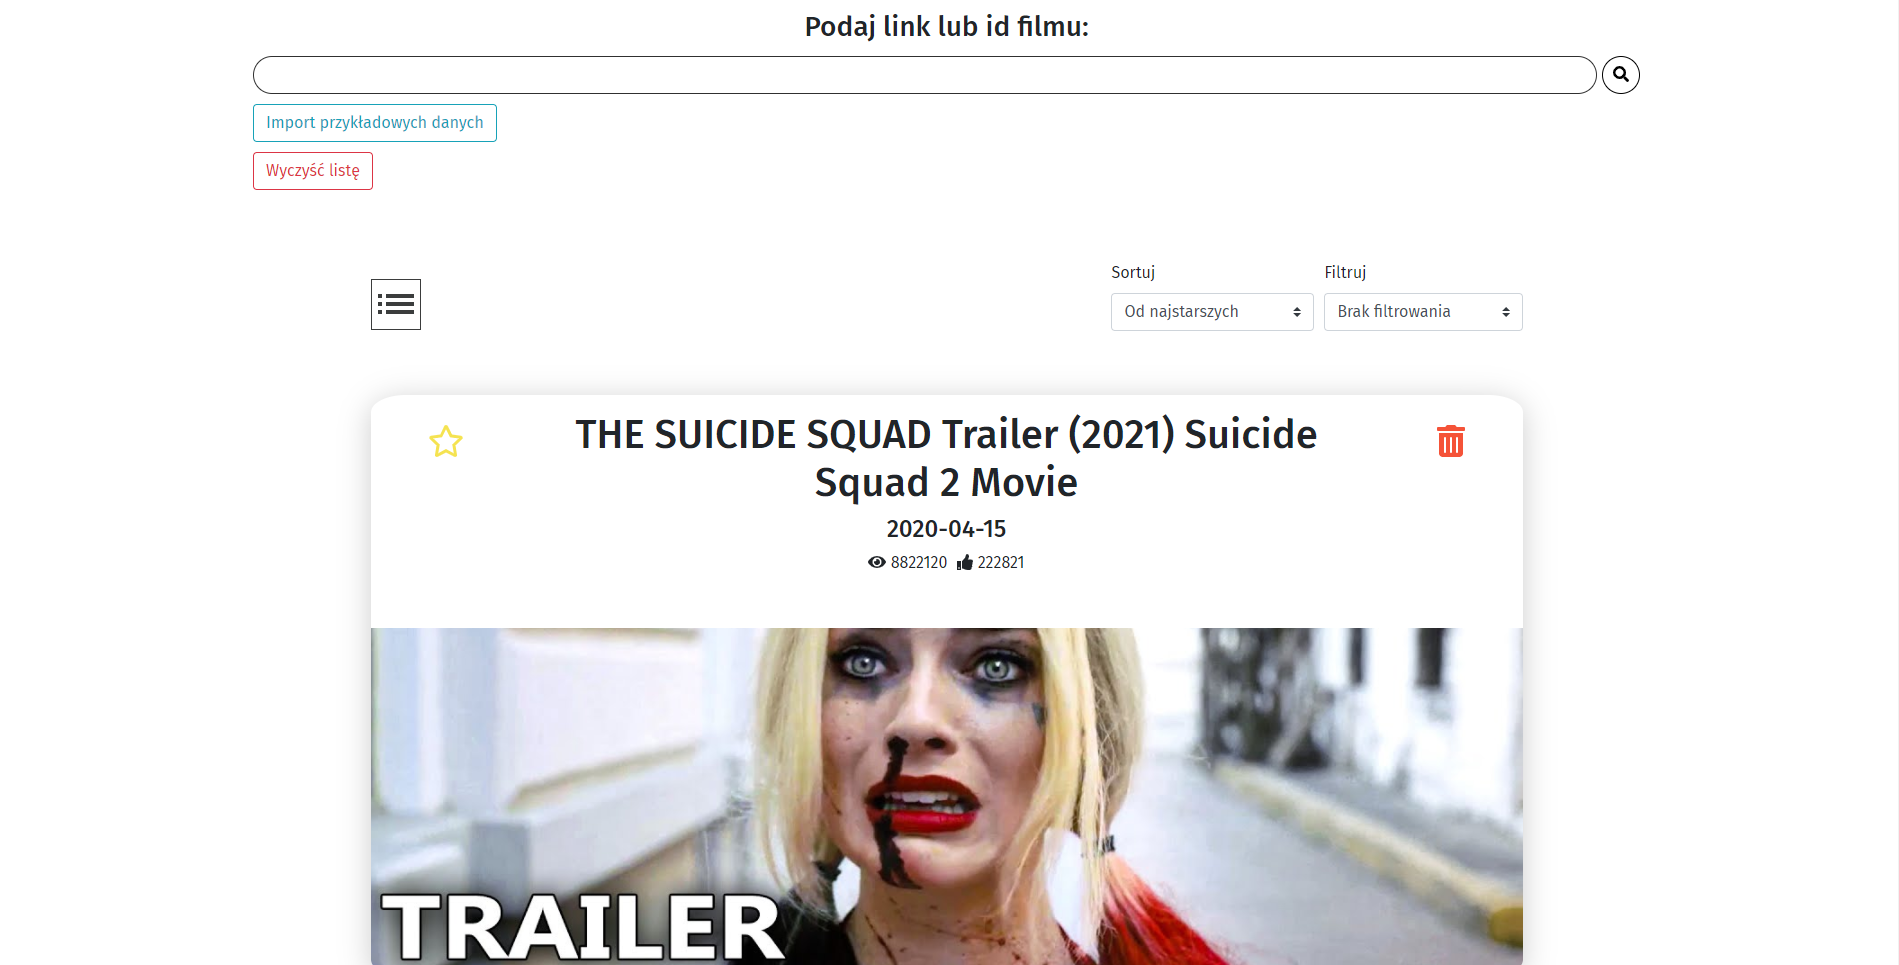 Podaj link lub id filmu:
Import przykładowych danych
Wyczyść listę
Sortuj
Filtruj
Od najstarszych
Brak filtrowania
THE SUICIDE SQUAD Trailer (2021) Suicide
Squad 2 Movie
2020-04-15
8822120 222821
TRAILER